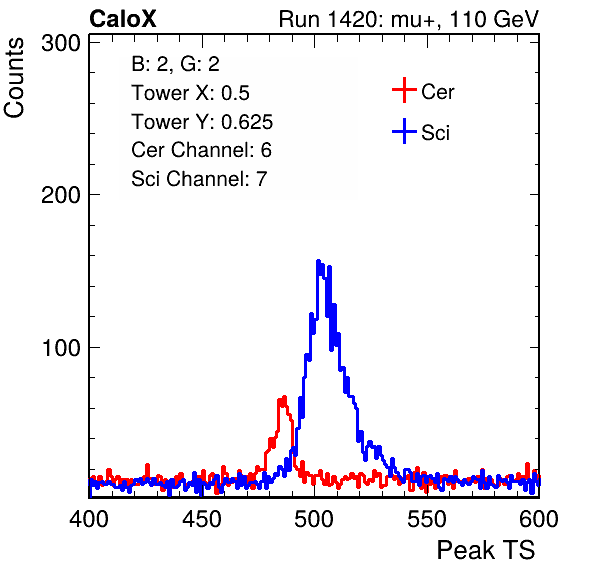 CaloX Run 1420: mu+, 110 GeV
Counts
300
200
100
B: 2, G: 2
Tower X: 0.5
Tower Y: 0.625
Cer Channel: 6
Sci Channel: 7
Cer
Sci
400 450 500 550 600
Peak TS